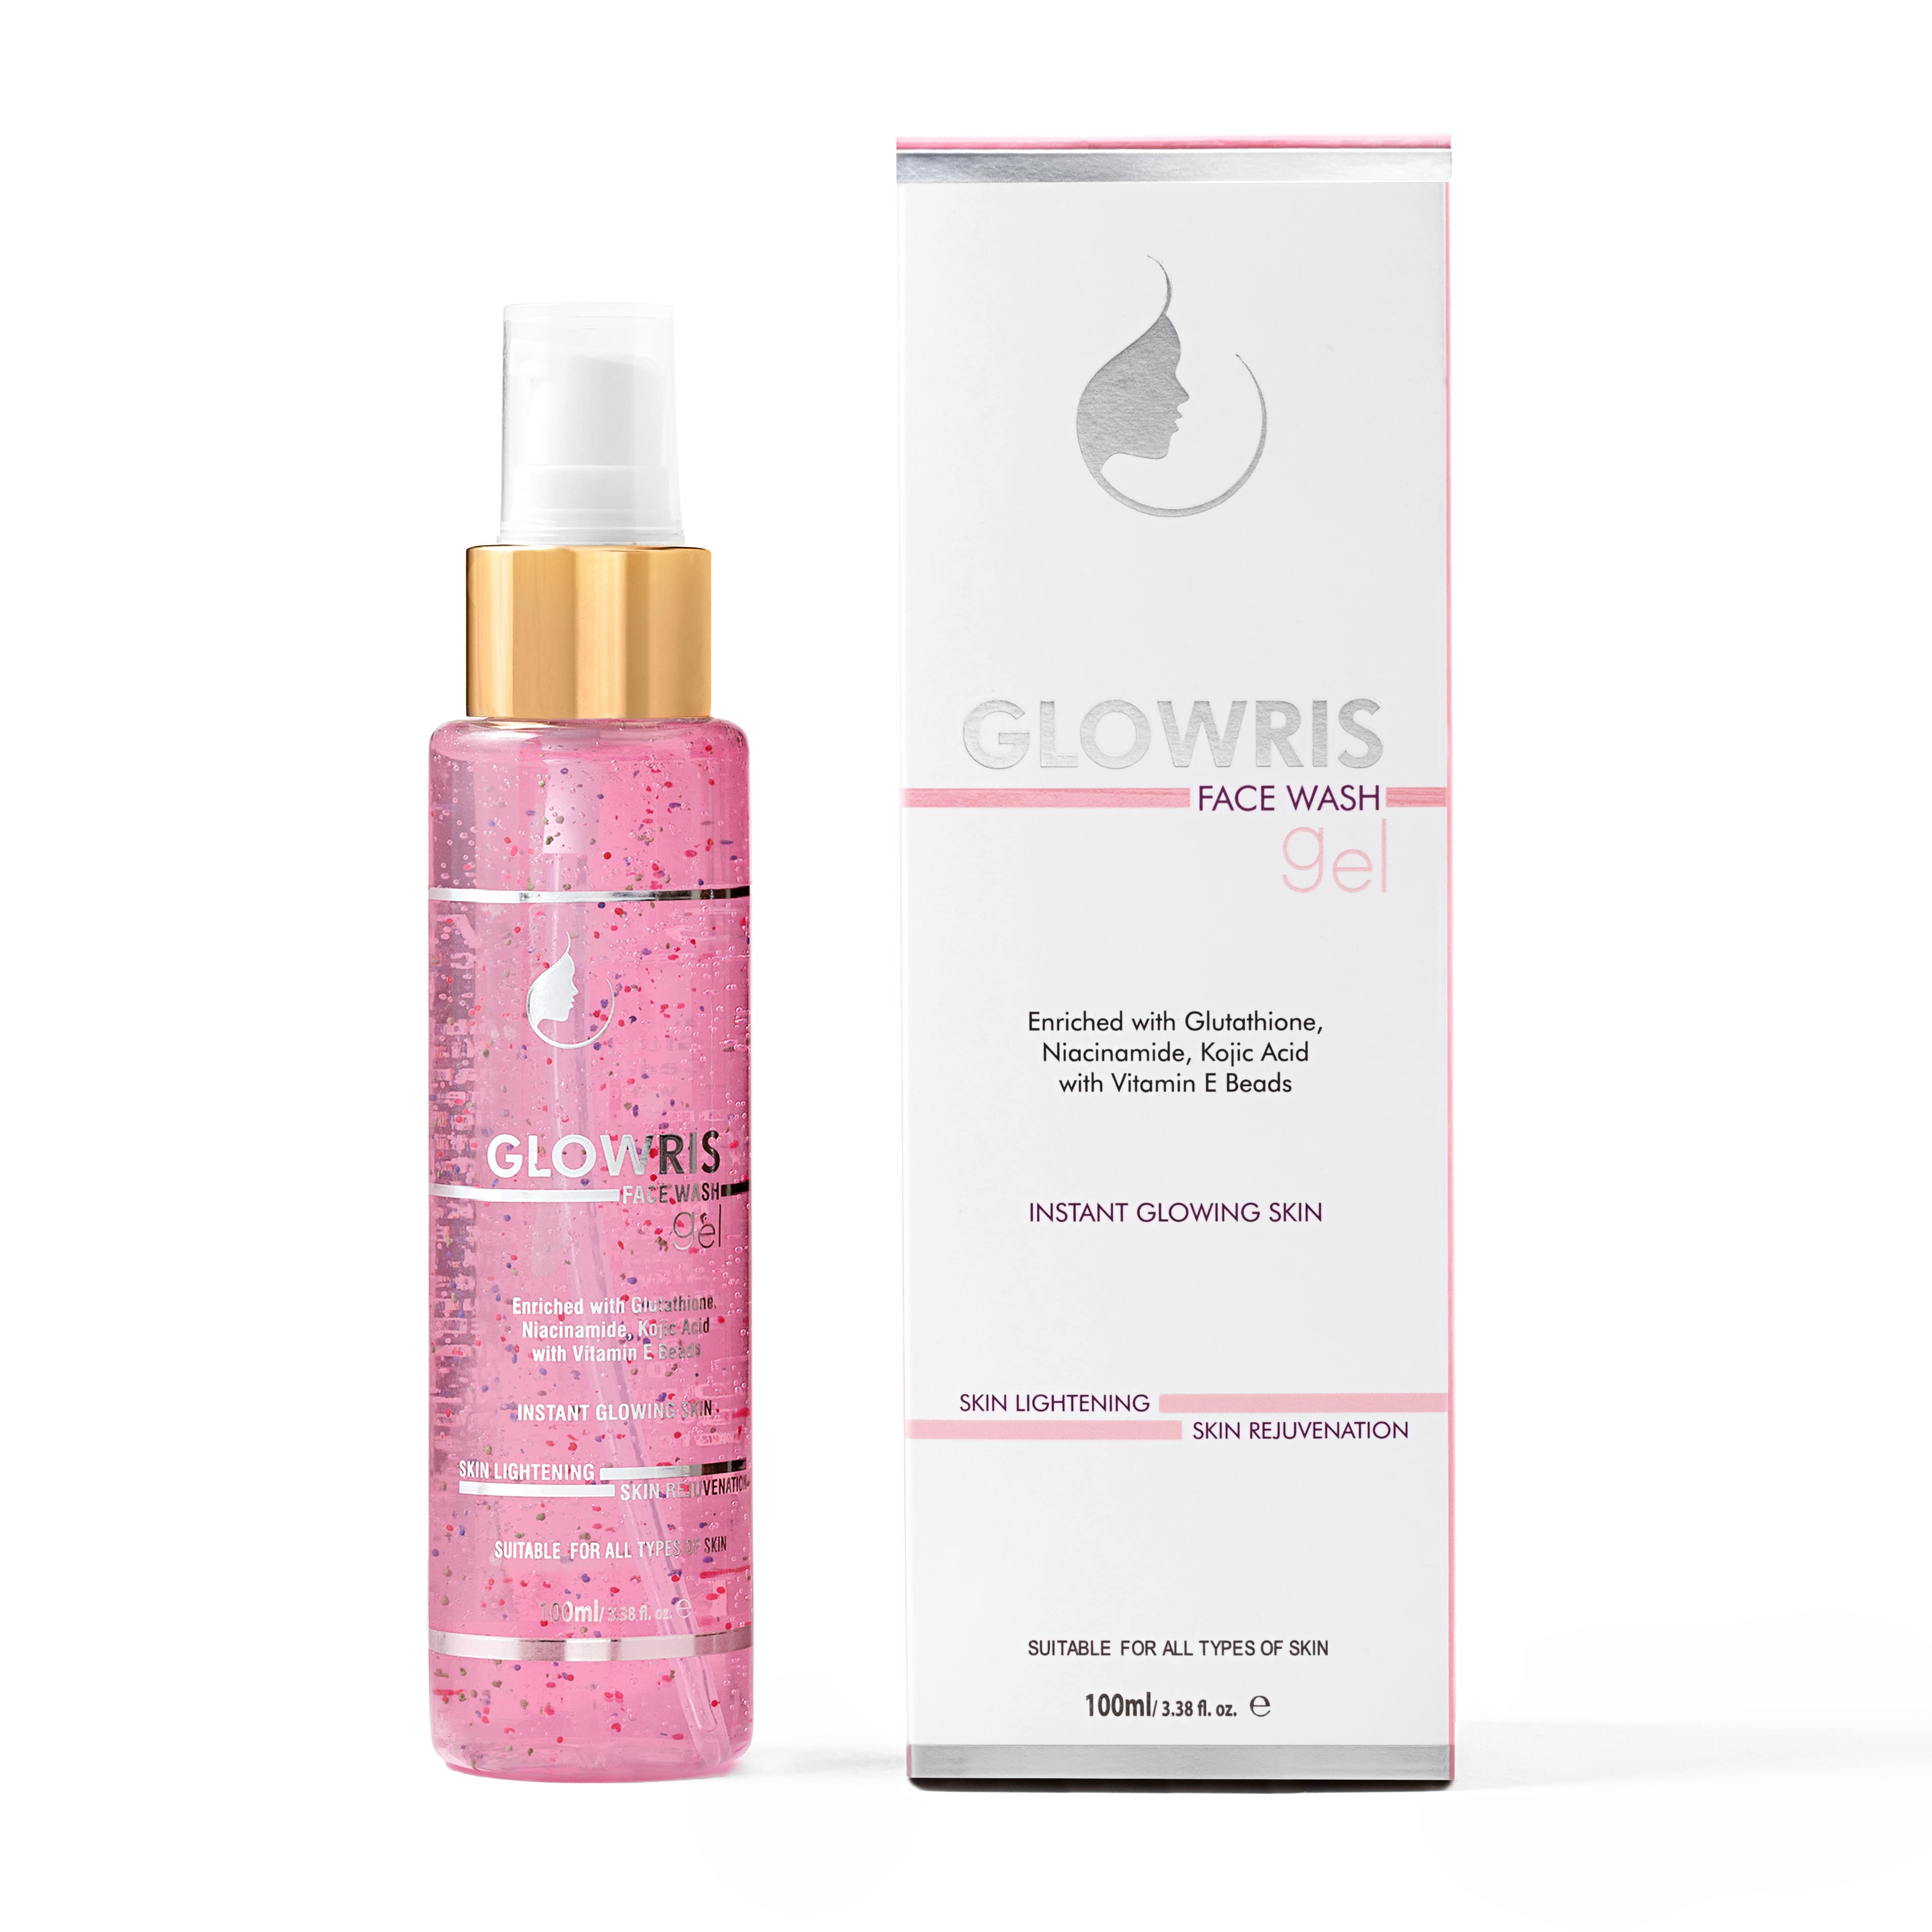 GLOWRIS
FACE WASH
gel
Enriched with Glutathione,
Niacinamide, Kojic Acid
with Vitamin E Beads
INSTANT GLOWING SKIN
SKIN LIGHTENING
SKIN REJUVENATION
SUITABLE FOR ALL TYPES OF SKIN
100ml/ 3.38 fl. oz. ℮
GLOWRIS
FACE WASH
gel
Enriched with Glutathione,
Niacinamide, Kojic Acid
with Vitamin E Beads
INSTANT GLOWING SKIN
SKIN LIGHTENING
SKIN REJUVENATION
SUITABLE FOR ALL TYPES OF SKIN
100ml/ 3.38 fl. oz. ℮